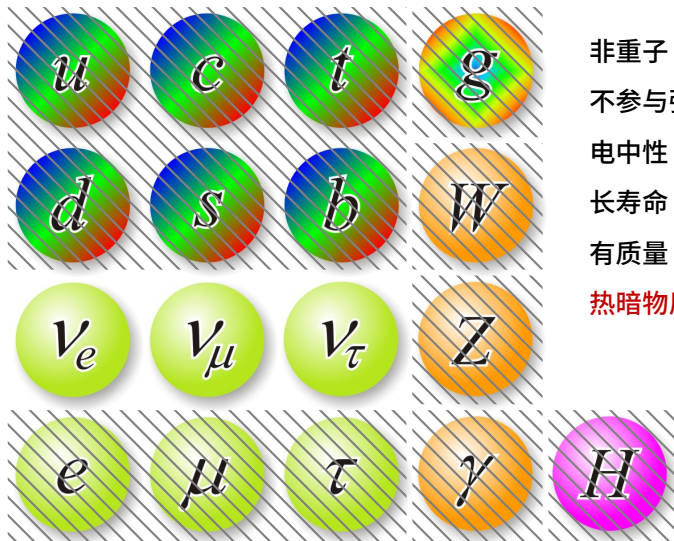 u c t g
d s b W
νe νμ ντ Z
e μ τ γ H
非重子
不参与
电中性
长寿命
有质量
热暗物